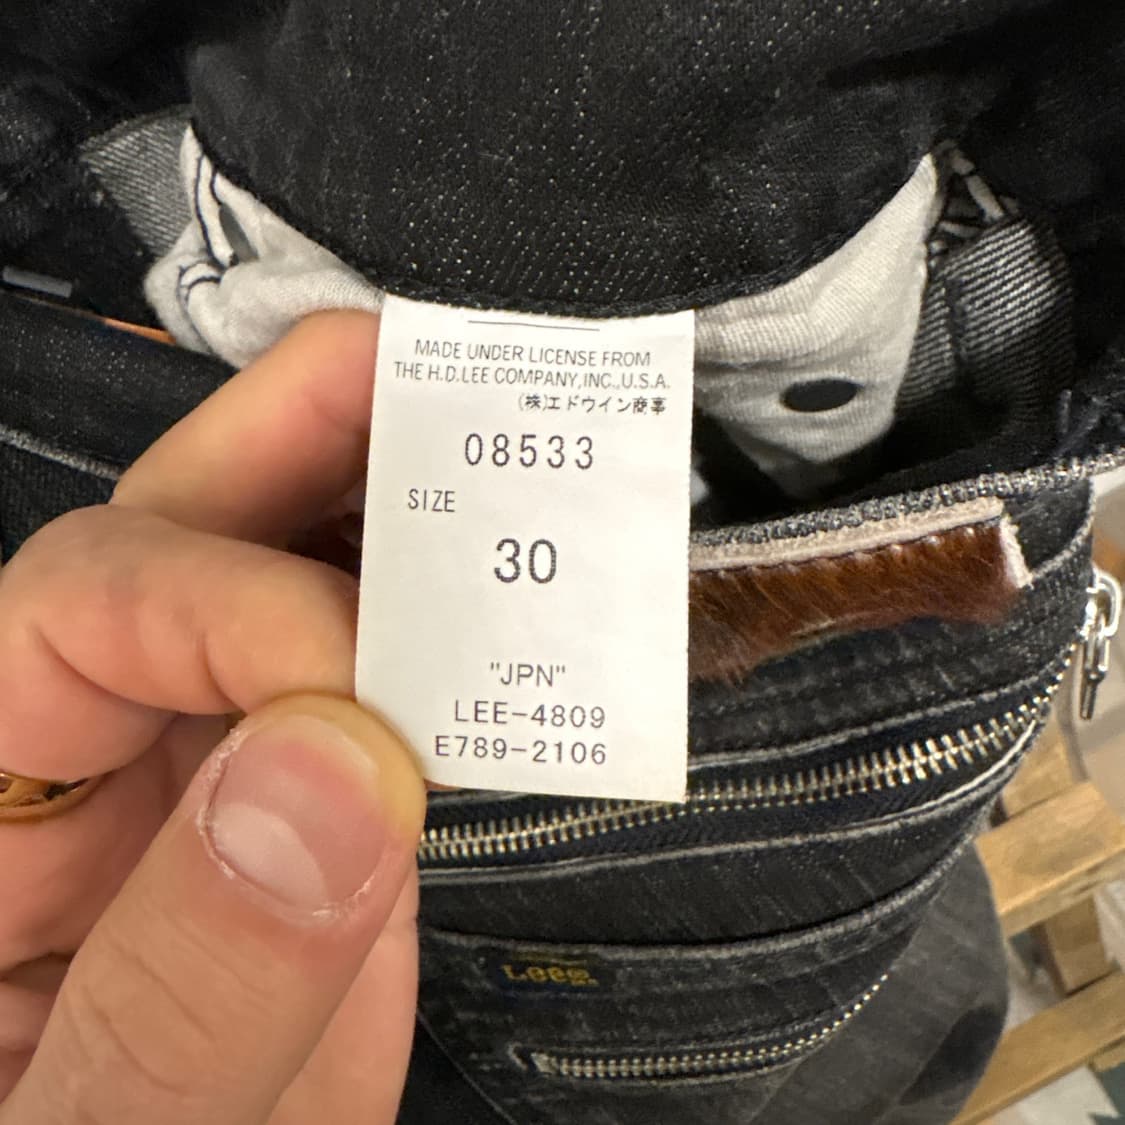 MADE UNDER LICENSE FROM
THE H.D.LEE COMPANY,INC.,U.S.A.
(株)エドウイン商事
08533
SIZE
30
"JPN"
LEE-4809
E789-2106
Lee